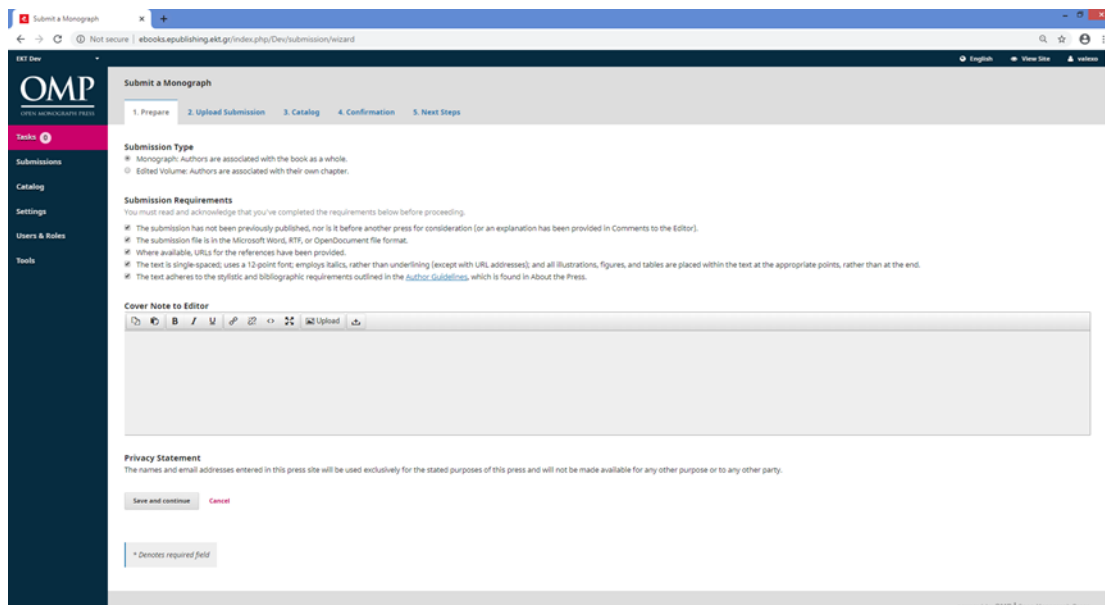 Submit a Monograph
Not secure | ebooks.epublishing.ekt.gr/index.php/Dev/submission/wizard
EKT Dev
English View Site valeno
OMP
OPEN MONOGRAPH PRESS
Tasks 0
Submissions
Catalog
Settings
Users & Roles
Tools
Submit a Monograph
1. Prepare 2. Upload Submission 3. Catalog 4. Confirmation 5. Next Steps
Submission Type
Monograph: Authors are associated with the book as a whole.
Edited Volume: Authors are associated with their own chapter.
Submission Requirements
You must read and acknowledge that you've completed the requirements below before proceeding.
The submission has not been previously published, nor is it before another press for consideration (or an explanation has been provided in Comments to the Editor).
The submission file is in the Microsoft Word, RTF, or OpenDocument file format.
Where available, URLs for the references have been provided.
The text is single-spaced; uses a 12-point font; employs italics, rather than underlining (except with URL addresses); and all illustrations, figures, and tables are placed within the text at the appropriate points, rather than at the end.
The text adheres to the stylistic and bibliographic requirements outlined in the Author Guidelines, which is found in About the Press.
Cover Note to Editor
B I U Upload
Privacy Statement
The names and email addresses entered in this press site will be used exclusively for the stated purposes of this press and will not be made available for any other purpose or to any other party.
Save and continue Cancel
* Denotes required field